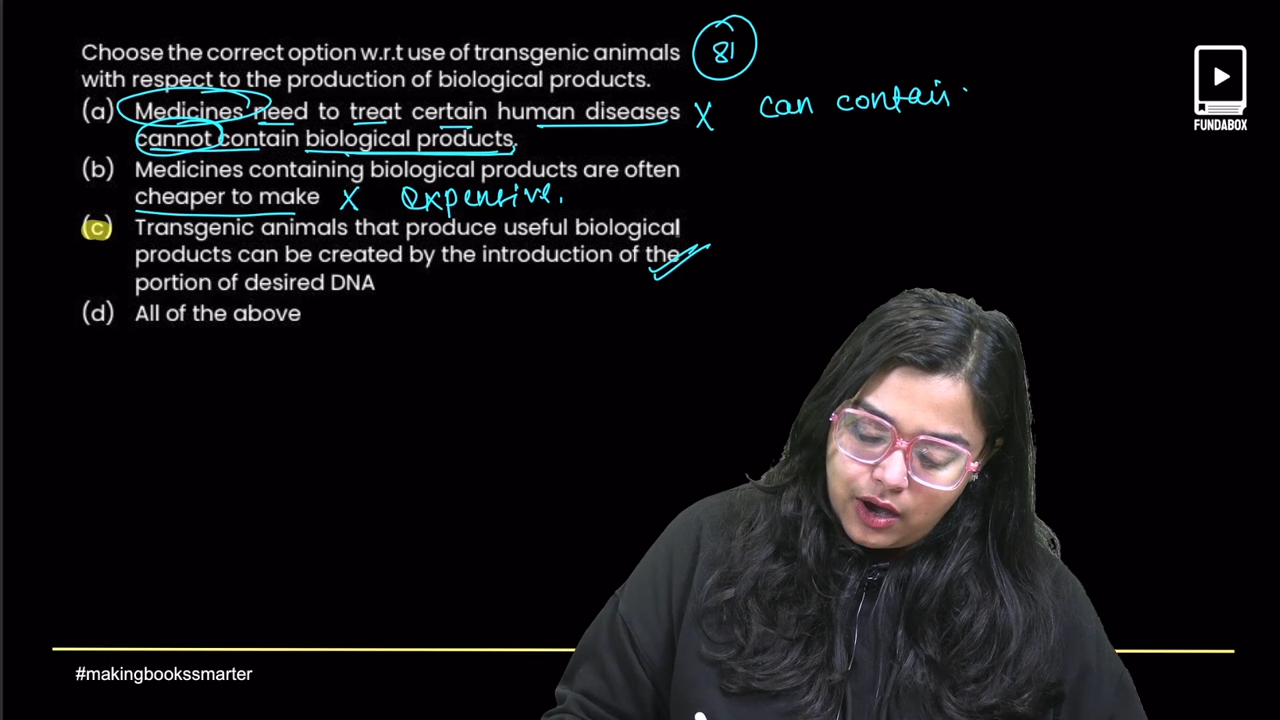 Choose the correct option w.r.t use of transgenic animals
with respect to the production of biological products.
81
(a) Medicines need to treat certain human diseases
cannot contain biological products.
X can contain.
(b) Medicines containing biological products are often
cheaper to make X expensive.
(c) Transgenic animals that produce useful biological
products can be created by the introduction of the
portion of desired DNA
(d) All of the above
FUNDABOX
#makingbookssmarter